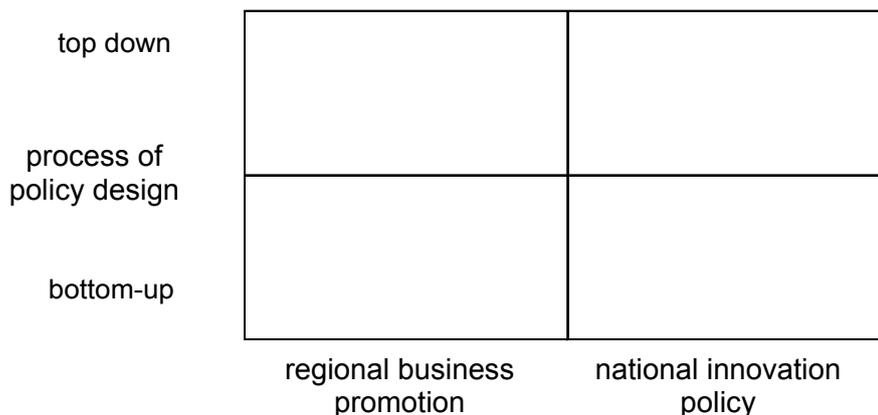 top down
process of
policy design
bottom-up
regional business
promotion
national innovation
policy